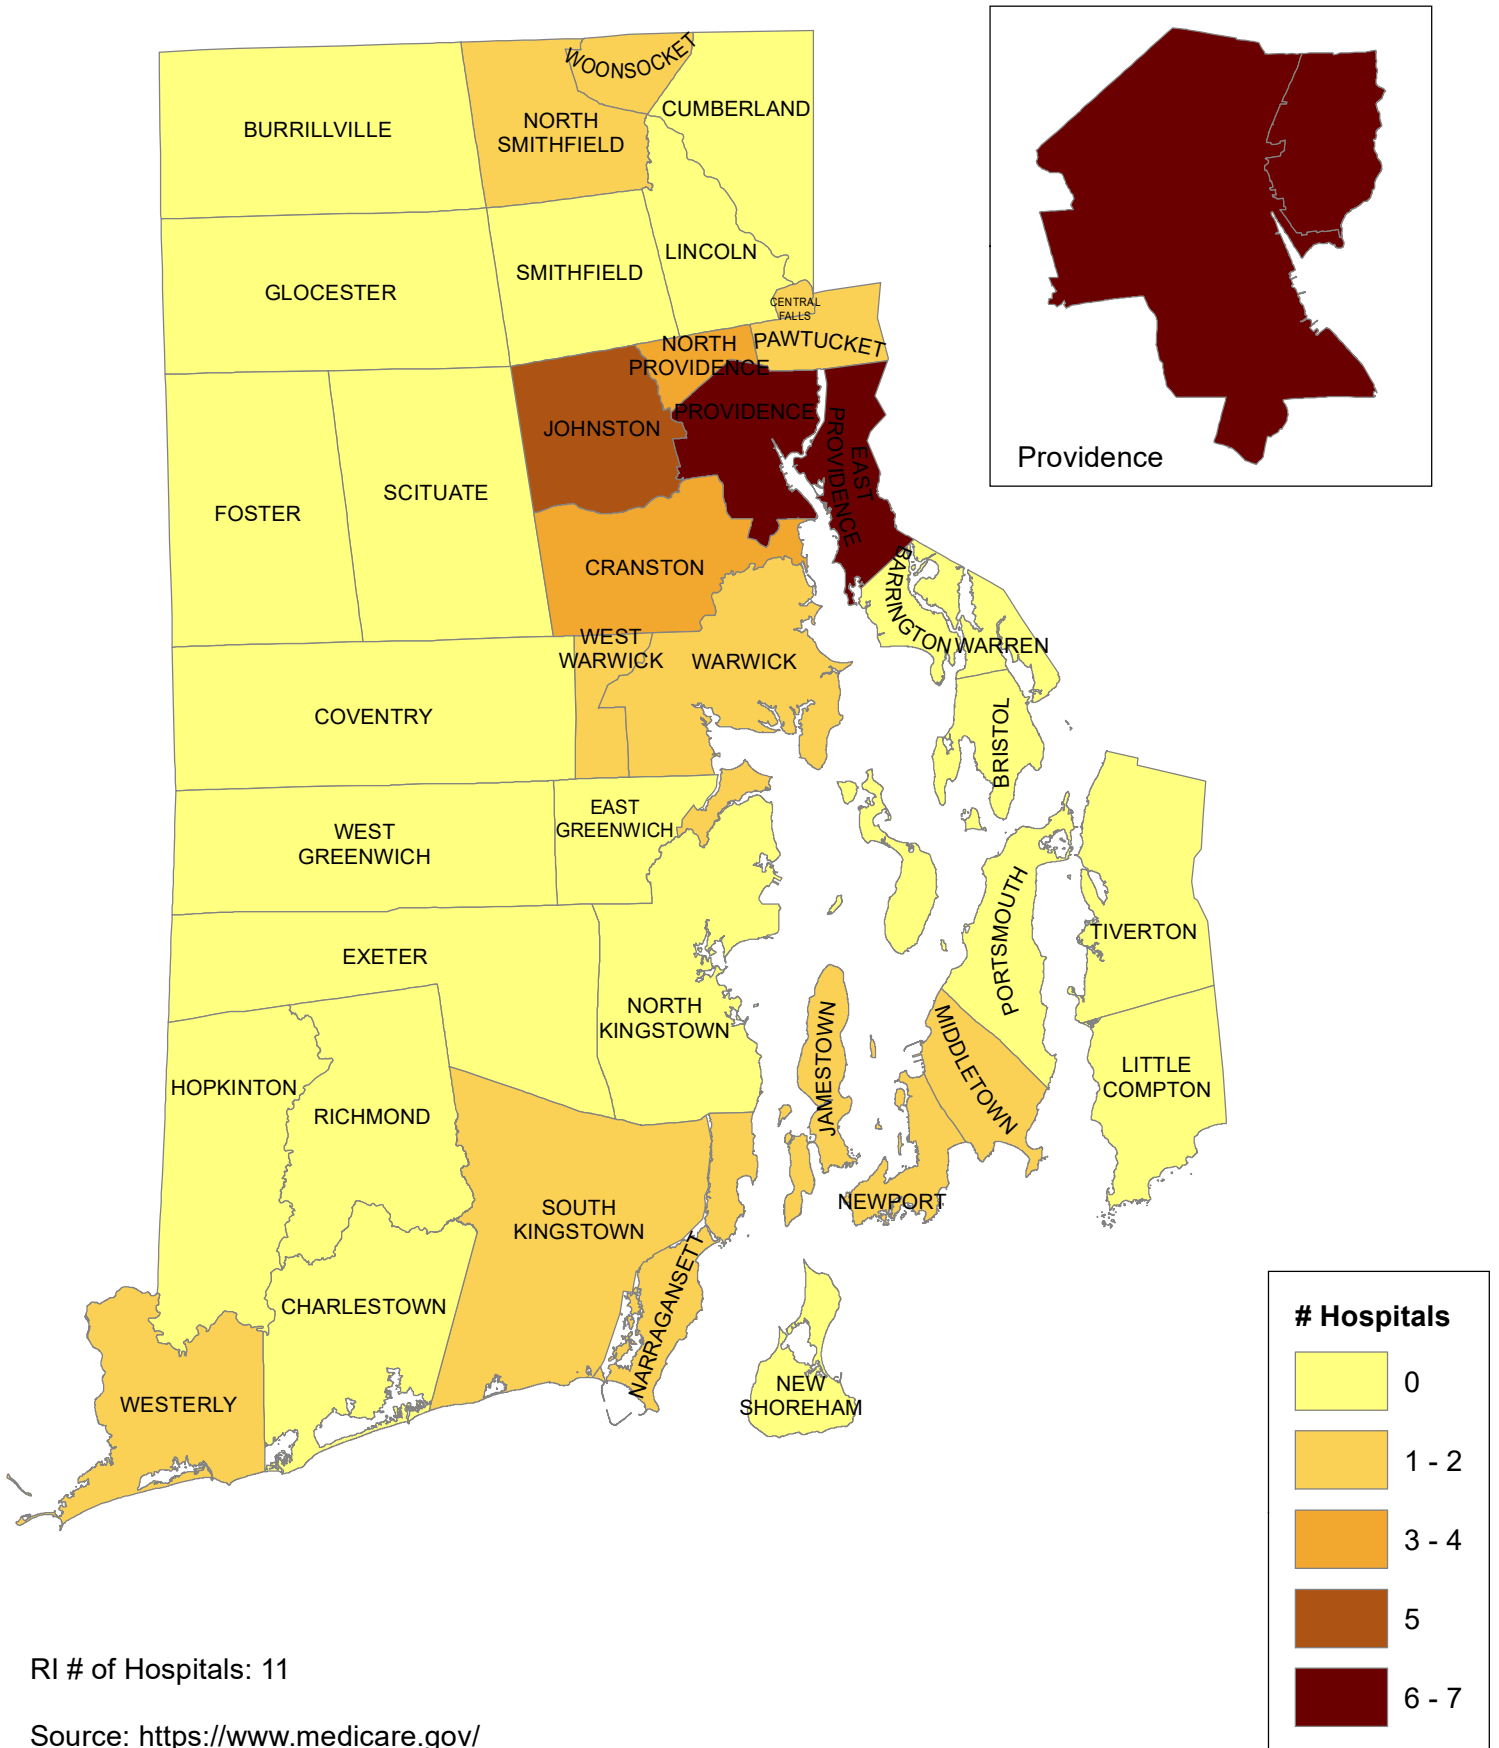 WOONSOCKET
CUMBERLAND
BURRILLVILLE
NORTH
SMITHFIELD
LINCOLN
SMITHFIELD
GLOCESTER
CENTRAL
FALLS
PAWTUCKET
NORTH
PROVIDENCE
PROVIDENCE
JOHNSTON
EAST
PROVIDENCE
Providence
SCITUATE
FOSTER
CRANSTON
BARRINGTON
WARREN
WEST
WARWICK
WARWICK
COVENTRY
BRISTOL
EAST
GREENWICH
WEST
GREENWICH
PORTSMOUTH
TIVERTON
EXETER
NORTH
KINGSTOWN
JAMESTOWN
MIDDLETOWN
LITTLE
COMPTON
HOPKINTON
RICHMOND
NEWPORT
SOUTH
KINGSTOWN
NARRAGANSETT
CHARLESTOWN
NEW
SHOREHAM
WESTERLY
# Hospitals
0
1 - 2
3 - 4
5
6 - 7
RI # of Hospitals: 11
Source: https://www.medicare.gov/